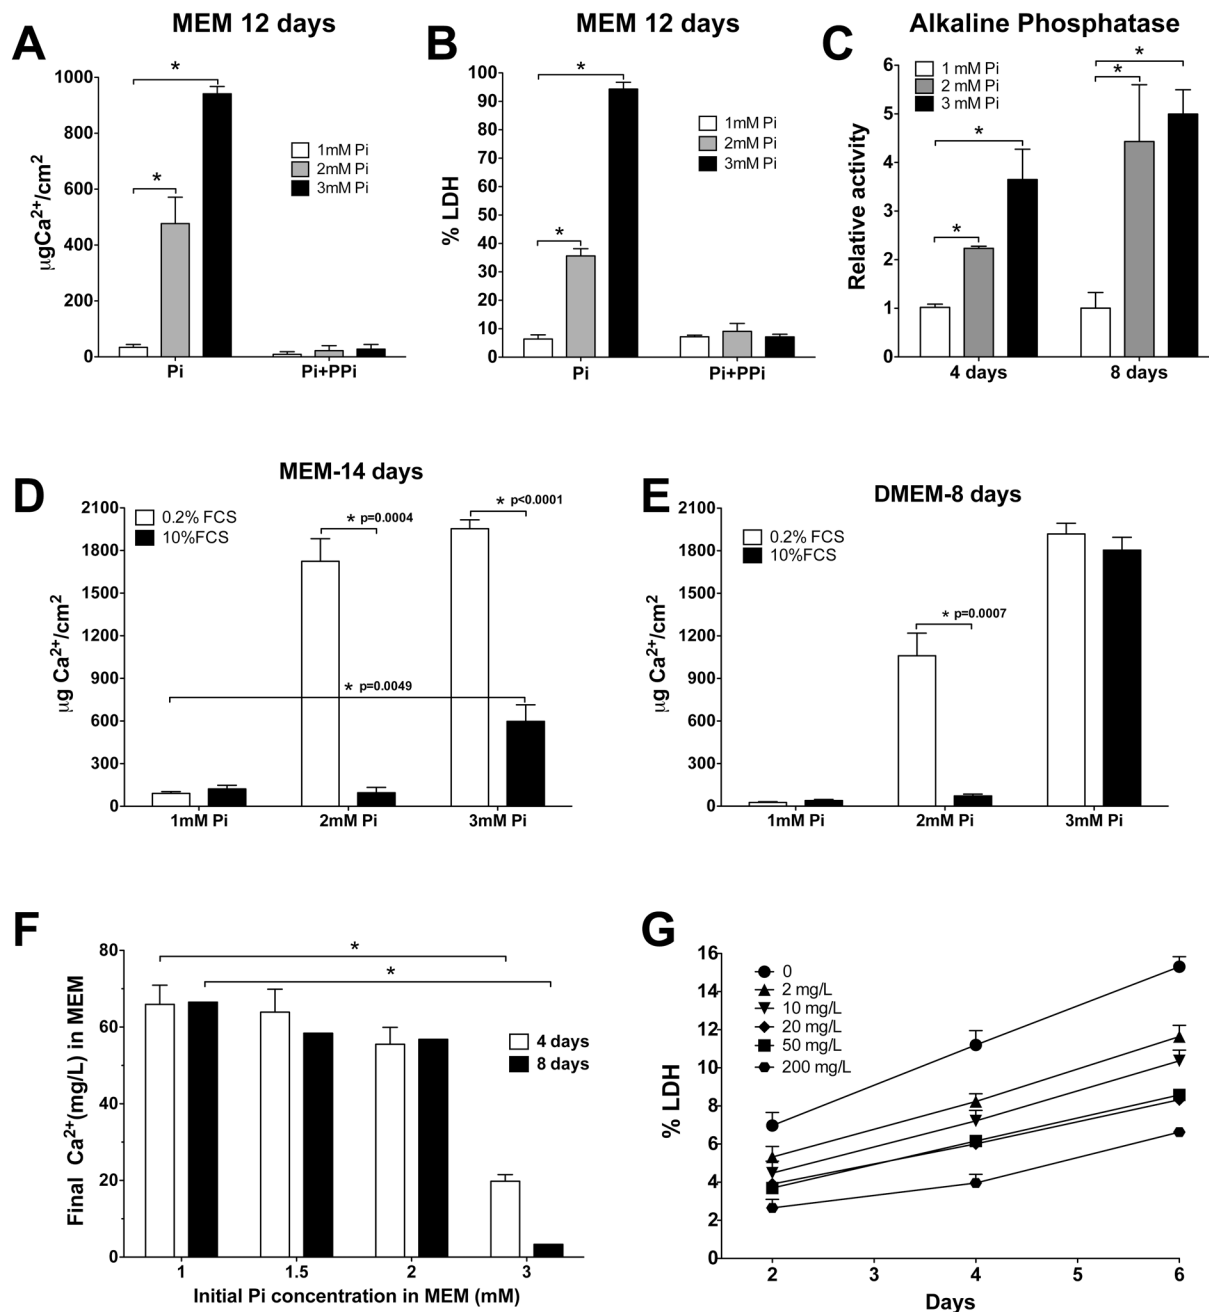 A
MEM 12 days
μgCa²⁺/cm²
1000
800
600
400
200
0
*
*
1mM Pi
2mM Pi
3mM Pi
Pi
Pi+PPi
B
MEM 12 days
% LDH
100
90
80
70
60
50
40
30
20
10
0
*
*
1mM Pi
2mM Pi
3mM Pi
Pi
Pi+PPi
C
Alkaline Phosphatase
Relative activity
6
5
4
3
2
1
0
1 mM Pi
2 mM Pi
3 mM Pi
*
*
*
*
4 days
8 days
D
MEM-14 days
μg Ca²⁺/cm²
2100
1800
1500
1200
900
600
300
0
0.2% FCS
10%FCS
* p=0.0004
* p<0.0001
* p=0.0049
1mM Pi
2mM Pi
3mM Pi
E
DMEM-8 days
μg Ca²⁺/cm²
2100
1800
1500
1200
900
600
300
0
0.2% FCS
10%FCS
* p=0.0007
1mM Pi
2mM Pi
3mM Pi
F
Final Ca²⁺(mg/L) in MEM
80
60
40
20
0
*
*
4 days
8 days
1
1.5
2
3
Initial Pi concentration in MEM (mM)
G
% LDH
16
14
12
10
8
6
4
2
0
0
2 mg/L
10 mg/L
20 mg/L
50 mg/L
200 mg/L
2
3
4
5
6
Days